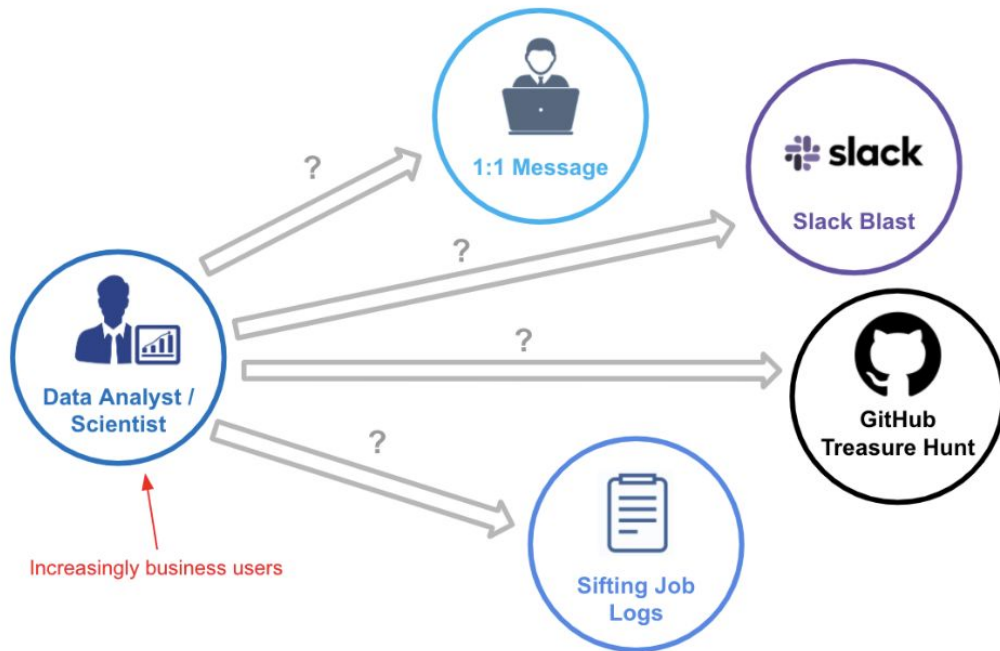 ?
1:1 Message
slack
Slack Blast
?
?
Data Analyst /
Scientist
GitHub
Treasure Hunt
?
Increasingly business users
Sifting Job
Logs